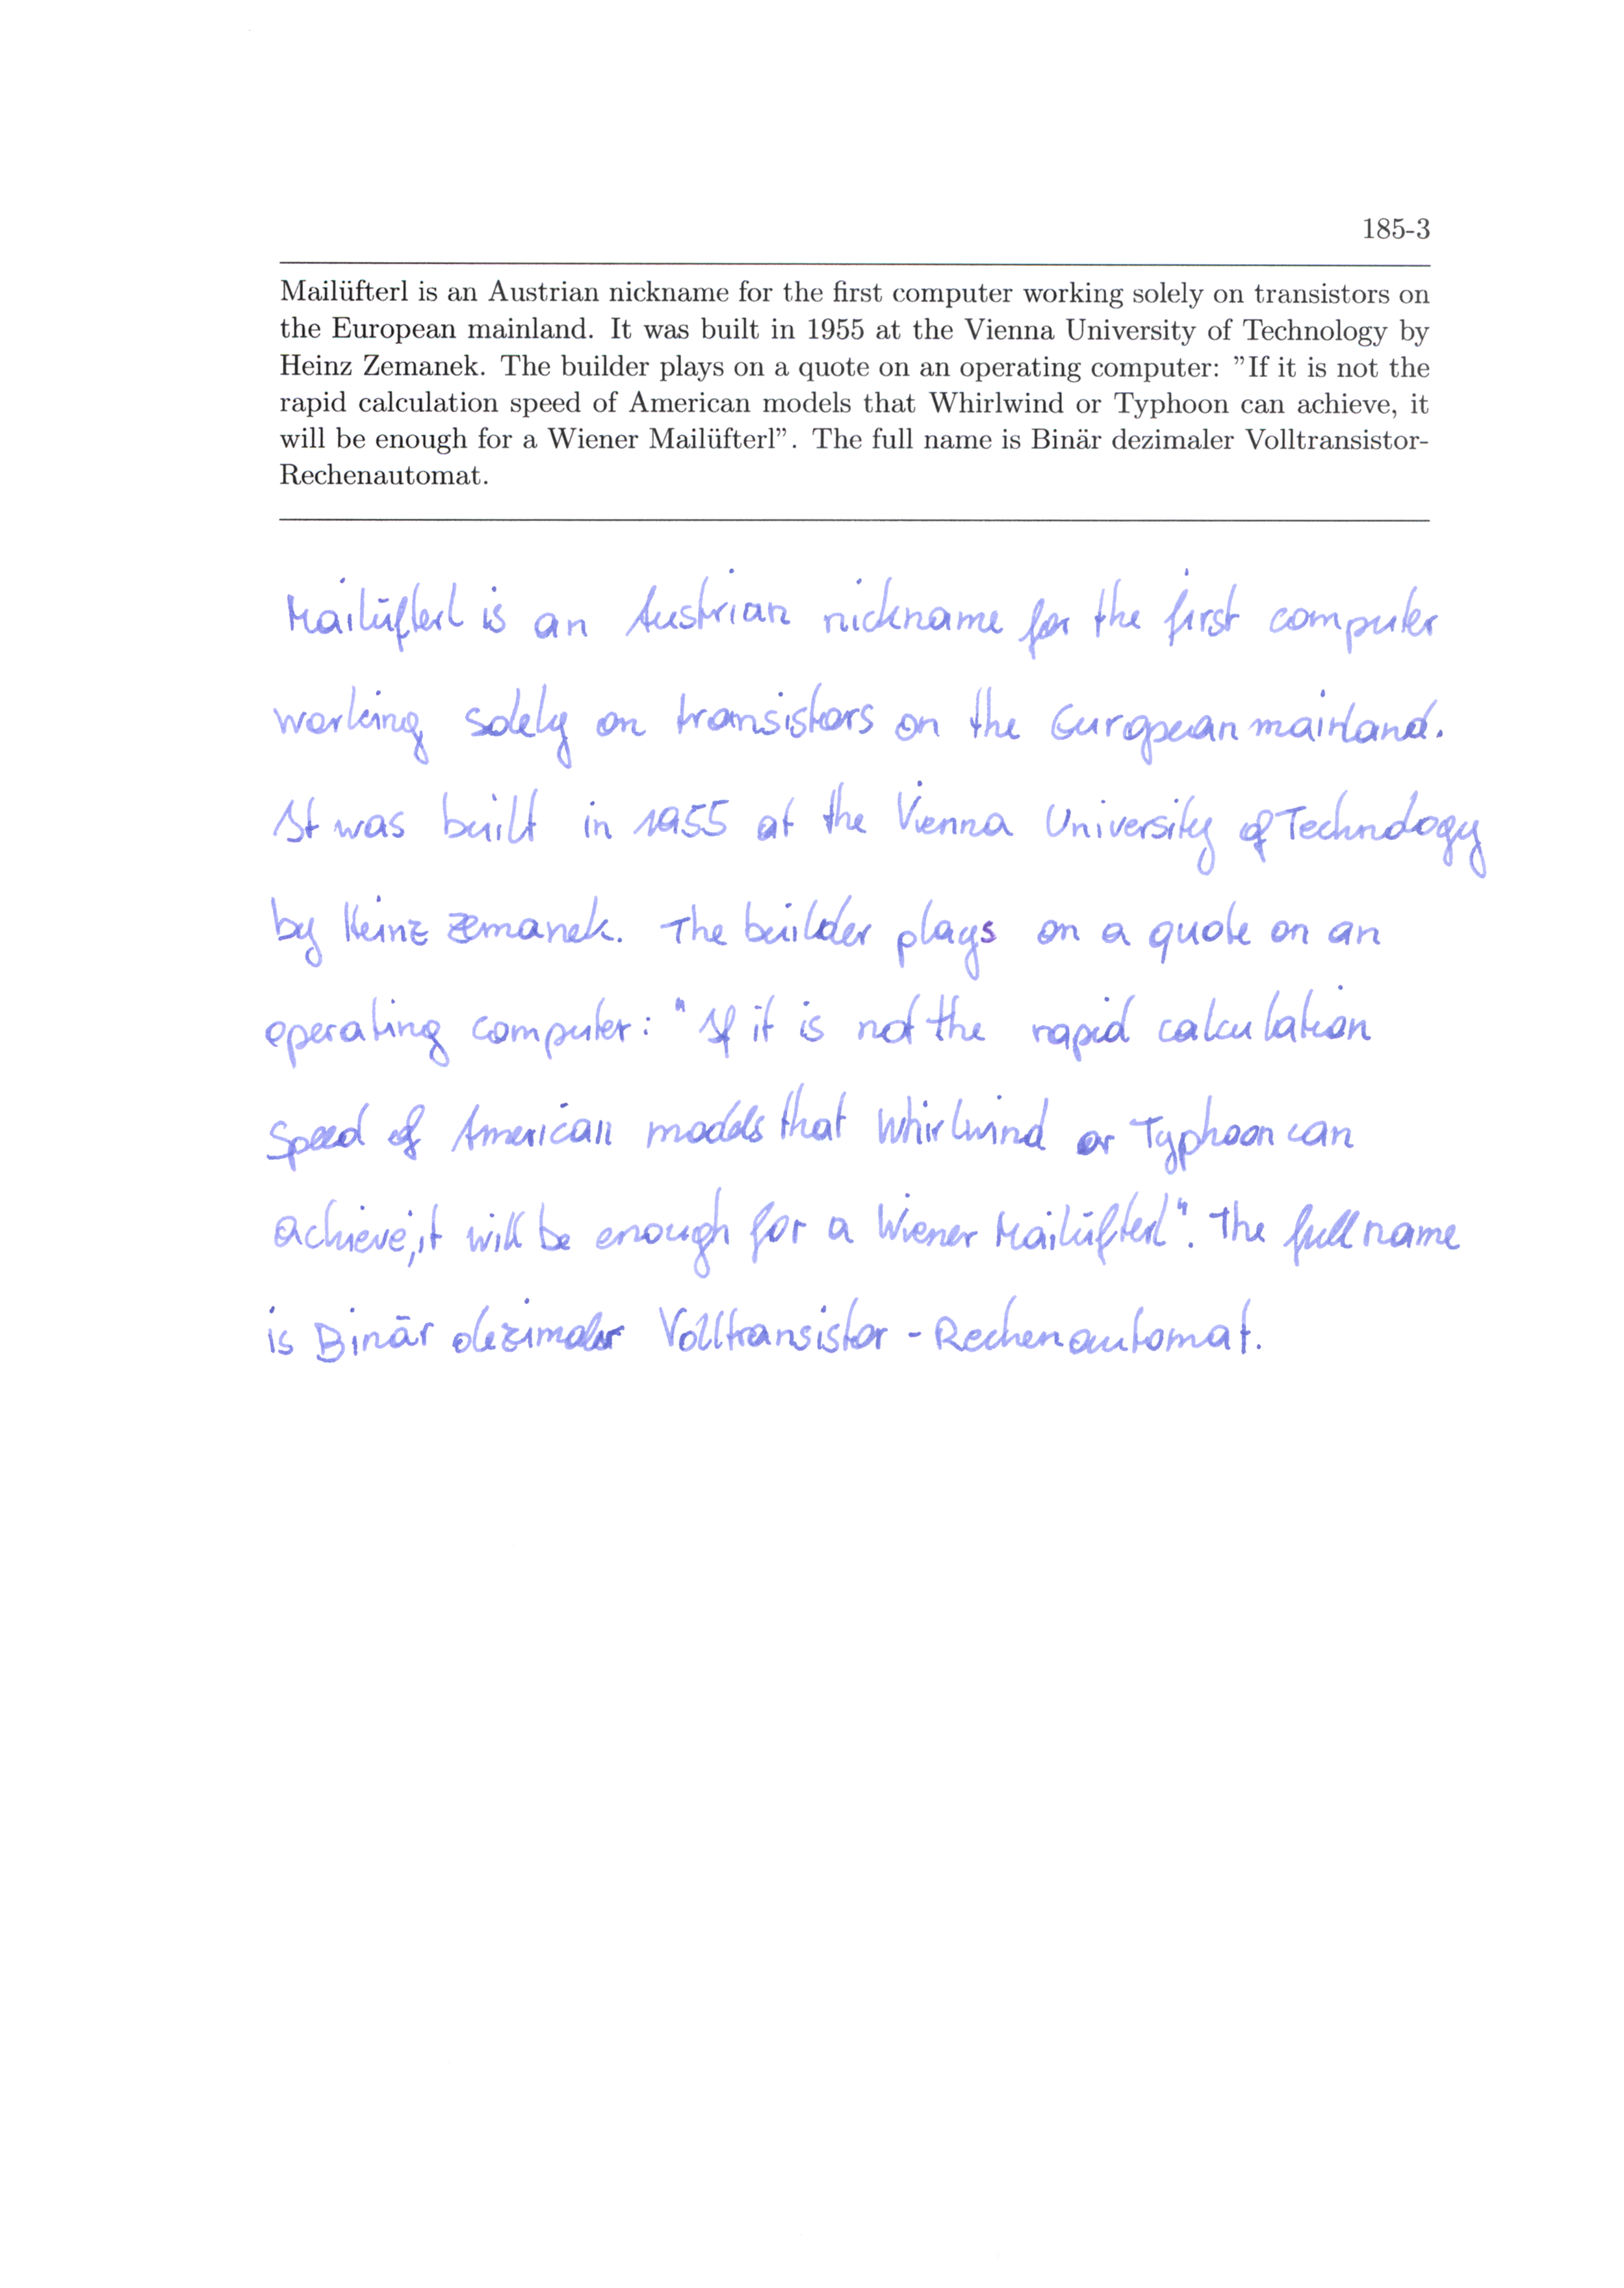 185-3
Mailüfterl is an Austrian nickname for the first computer working solely on transistors on
the European mainland. It was built in 1955 at the Vienna University of Technology by
Heinz Zemanek. The builder plays on a quote on an operating computer: ”If it is not the
rapid calculation speed of American models that Whirlwind or Typhoon can achieve, it
will be enough for a Wiener Mailüfterl”. The full name is Binär dezimaler Volltransistor-
Rechenautomat.
Mailüfterl is an Austrian nickname for the first computer
working solely on transistors on the European mainland.
It was built in 1955 at the Vienna University of Technology
by Heinz Zemanek. The builder plays on a quote on an
operating computer: "If it is not the rapid calculation
speed of American models that Whirlwind or Typhoon can
achieve, it will be enough for a Wiener Mailüfterl". The full name
is Binär dezimaler Volltransistor - Rechenautomat.